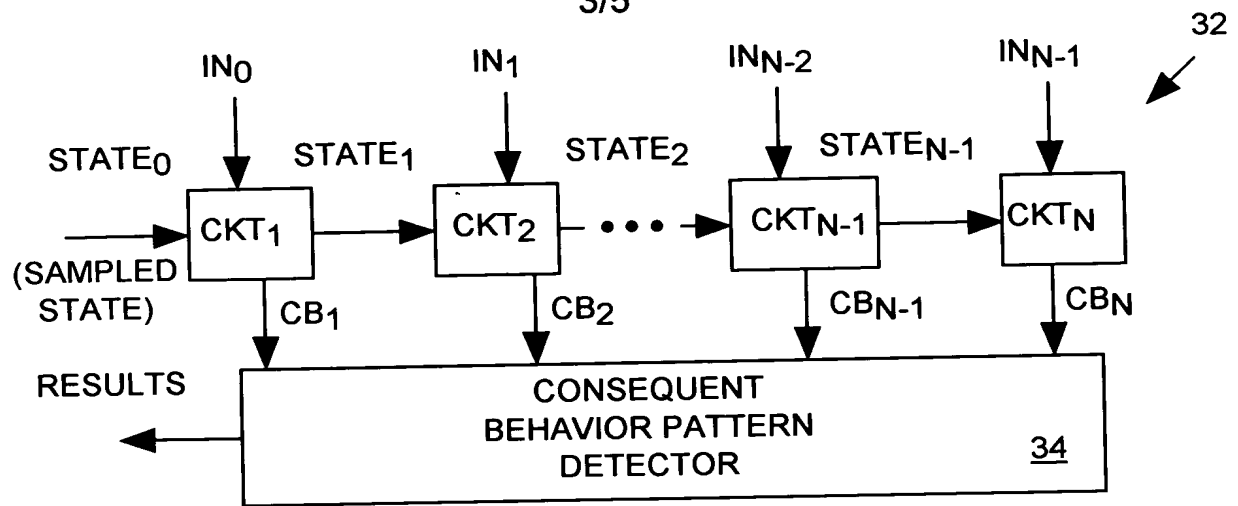 3/5
32
IN0 IN1 INN-2 INN-1
STATE0 STATE1 STATE2 STATEN-1
CKT1 CKT2 ••• CKTN-1 CKTN
(SAMPLED
STATE)
CB1 CB2 CBN-1 CBN
RESULTS
CONSEQUENT
BEHAVIOR PATTERN
DETECTOR
34